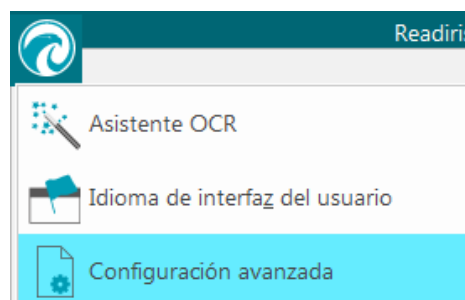 Readiris
Asistente OCR
Idioma de interfaz del usuario
Configuración avanzada